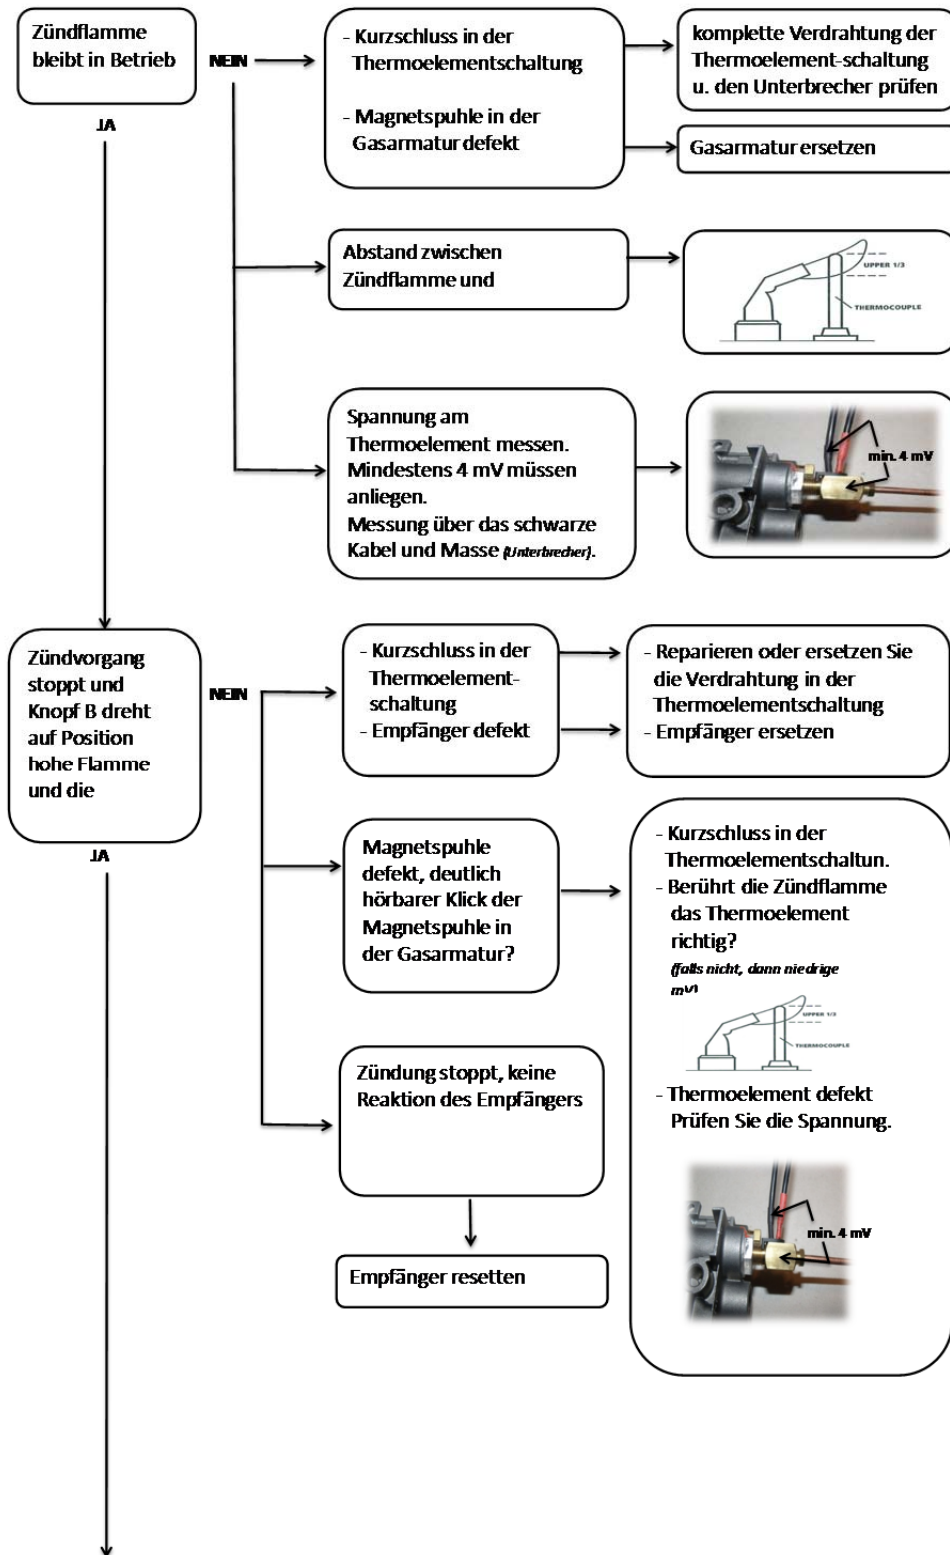 Zündflamme
bleibt in Betrieb
NEIN
- Kurzschluss in der
Thermoelementschaltung
- Magnetspuhle in der
Gasarmatur defekt
komplette Verdrahtung der
Thermoelement-schaltung
u. den Unterbrecher prüfen
Gasarmatur ersetzen
JA
Abstand zwischen
Zündflamme und
UPPER 1/3
THERMOCOUPLE
Spannung am
Thermoelement messen.
Mindestens 4 mV müssen
anliegen.
Messung über das schwarze
Kabel und Masse (Unterbrecher).
min. 4 mV
Zündvorgang
stoppt und
Knopf B dreht
auf Position
hohe Flamme
und die
NEIN
- Kurzschluss in der
Thermoelement-
schaltung
- Empfänger defekt
- Reparieren oder ersetzen Sie
die Verdrahtung in der
Thermoelementschaltung
- Empfänger ersetzen
JA
Magnetspuhle
defekt, deutlich
hörbarer Klick der
Magnetspuhle in
der Gasarmatur?
- Kurzschluss in der
Thermoelementschaltun.
- Berührt die Zündflamme
das Thermoelement
richtig?
(falls nicht, dann niedrige
mV)
UPPER 1/3
THERMOCOUPLE
- Thermoelement defekt
Prüfen Sie die Spannung.
min. 4 mV
Zündung stoppt, keine
Reaktion des Empfängers
Empfänger resetten